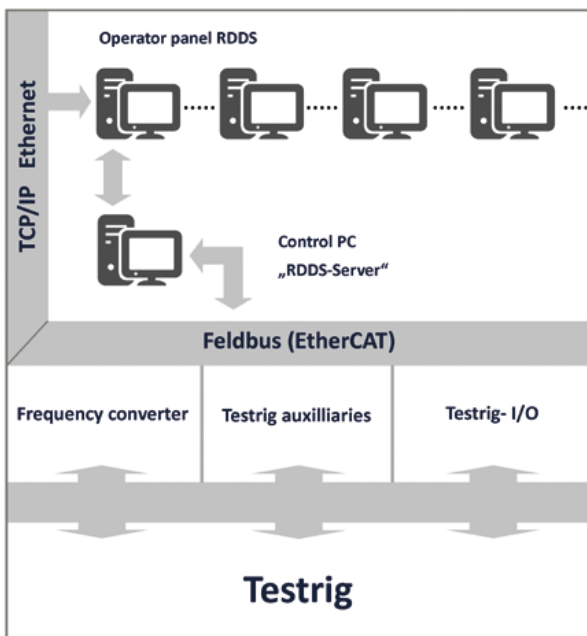 Operator panel RDDS
TCP/IP Ethernet
Control PC
„RDDS-Server“
Feldbus (EtherCAT)
Frequency converter
Testrig auxilliaries
Testrig- I/O
Testrig